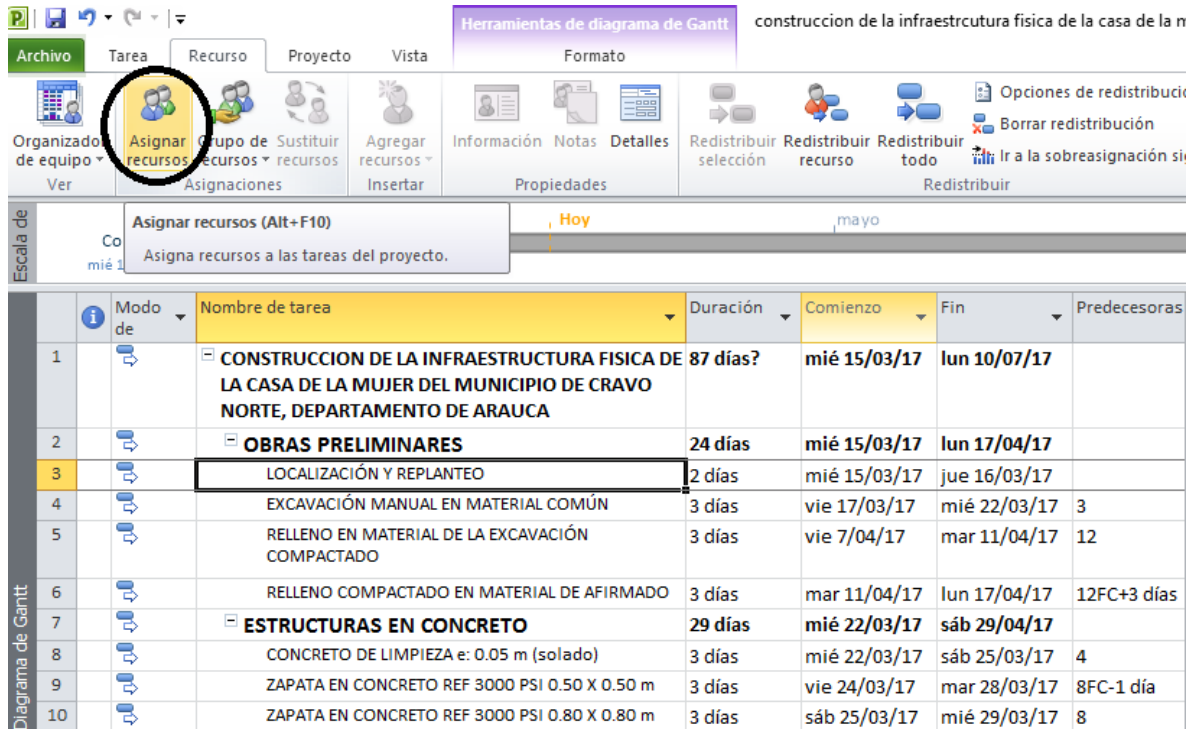 Herramientas de diagrama de Gantt construccion de la infraestrcutura fisica de la casa de la m
Archivo Tarea Recurso Proyecto Vista Formato
Organizador de equipo
Asignar recursos
Grupo de recursos
Sustituir recursos
Agregar recursos
Información Notas Detalles
Redistribuir selección
Redistribuir recurso
Redistribuir todo
Opciones de redistribució
Borrar redistribución
Ir a la sobreasignación si
Ver Asignaciones Insertar Propiedades Redistribuir
Asignar recursos (Alt+F10)
Asigna recursos a las tareas del proyecto.
Escala de
Co
mié 1
Hoy
mayo
Modo de Nombre de tarea Duración Comienzo Fin Predecesoras
1 CONSTRUCCION DE LA INFRAESTRUCTURA FISICA DE 87 días? mié 15/03/17 lun 10/07/17
LA CASA DE LA MUJER DEL MUNICIPIO DE CRAVO
NORTE, DEPARTAMENTO DE ARAUCA
2 OBRAS PRELIMINARES 24 días mié 15/03/17 lun 17/04/17
3 LOCALIZACIÓN Y REPLANTEO 2 días mié 15/03/17 jue 16/03/17
4 EXCAVACIÓN MANUAL EN MATERIAL COMÚN 3 días vie 17/03/17 mié 22/03/17 3
5 RELLENO EN MATERIAL DE LA EXCAVACIÓN 3 días vie 7/04/17 mar 11/04/17 12
COMPACTADO
6 RELLENO COMPACTADO EN MATERIAL DE AFIRMADO 3 días mar 11/04/17 lun 17/04/17 12FC+3 días
7 ESTRUCTURAS EN CONCRETO 29 días mié 22/03/17 sáb 29/04/17
8 CONCRETO DE LIMPIEZA e: 0.05 m (solado) 3 días mié 22/03/17 sáb 25/03/17 4
9 ZAPATA EN CONCRETO REF 3000 PSI 0.50 X 0.50 m 3 días vie 24/03/17 mar 28/03/17 8FC-1 día
10 ZAPATA EN CONCRETO REF 3000 PSI 0.80 X 0.80 m 3 días sáb 25/03/17 mié 29/03/17 8
Diagrama de Gantt